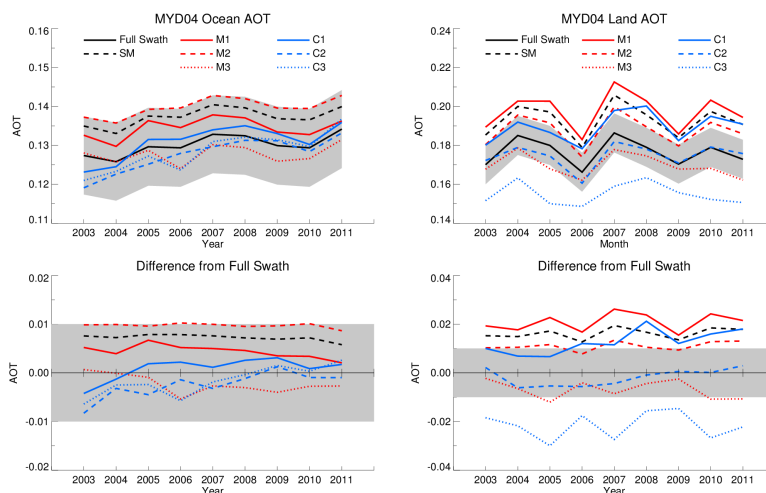 MYD04 Ocean AOT
0.16
0.15
0.14
0.13
0.12
0.11
AOT
Full Swath
SM
M1
M2
M3
C1
C2
C3
2003 2004 2005 2006 2007 2008 2009 2010 2011
Year
MYD04 Land AOT
0.24
0.22
0.20
0.18
0.16
0.14
AOT
Full Swath
SM
M1
M2
M3
C1
C2
C3
2003 2004 2005 2006 2007 2008 2009 2010 2011
Month
Difference from Full Swath
0.02
0.01
0.00
-0.01
-0.02
AOT
2003 2004 2005 2006 2007 2008 2009 2010 2011
Year
Difference from Full Swath
0.04
0.02
0.00
-0.02
-0.04
AOT
2003 2004 2005 2006 2007 2008 2009 2010 2011
Year